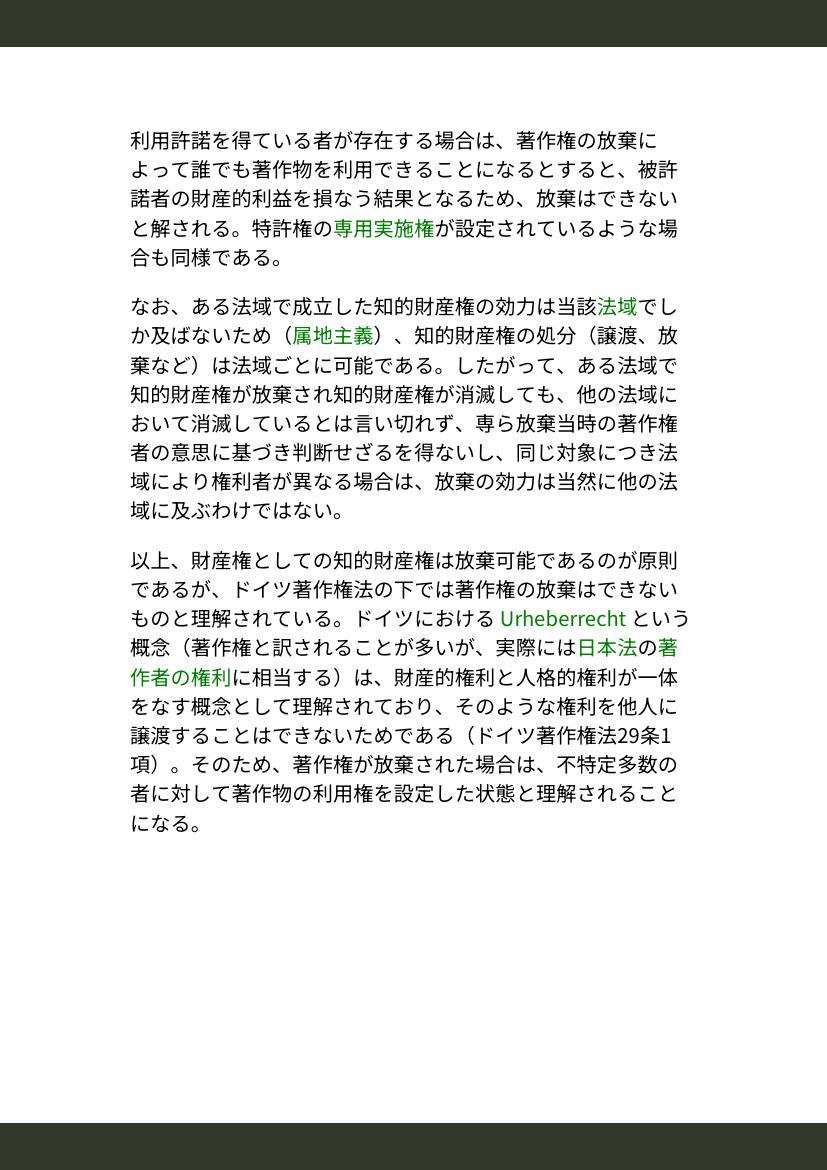 利用許諾を得ている者が存在する場合は、著作権の放棄に
よって誰でも著作物を利用できることになるとすると、被許
諾者の財産的利益を損なう結果となるため、放棄はできない
と解される。特許権の専用実施権が設定されているような場
合も同様である。
なお、ある法域で成立した知的財産権の効力は当該法域でし
か及ばないため（属地主義）、知的財産権の処分（譲渡、放
棄など）は法域ごとに可能である。したがって、ある法域で
知的財産権が放棄され知的財産権が消滅しても、他の法域に
おいて消滅しているとは言い切れず、専ら放棄当時の著作権
者の意思に基づき判断せざるを得ないし、同じ対象につき法
域により権利者が異なる場合は、放棄の効力は当然に他の法
域に及ぶわけではない。
以上、財産権としての知的財産権は放棄可能であるのが原則
であるが、ドイツ著作権法の下では著作権の放棄はできない
ものと理解されている。ドイツにおける Urheberrecht という
概念（著作権と訳されることが多いが、実際には日本法の著
作者の権利に相当する）は、財産的権利と人格的権利が一体
をなす概念として理解されており、そのような権利を他人に
譲渡することはできないためである（ドイツ著作権法29条1
項）。そのため、著作権が放棄された場合は、不特定多数の
者に対して著作物の利用権を設定した状態と理解されること
になる。